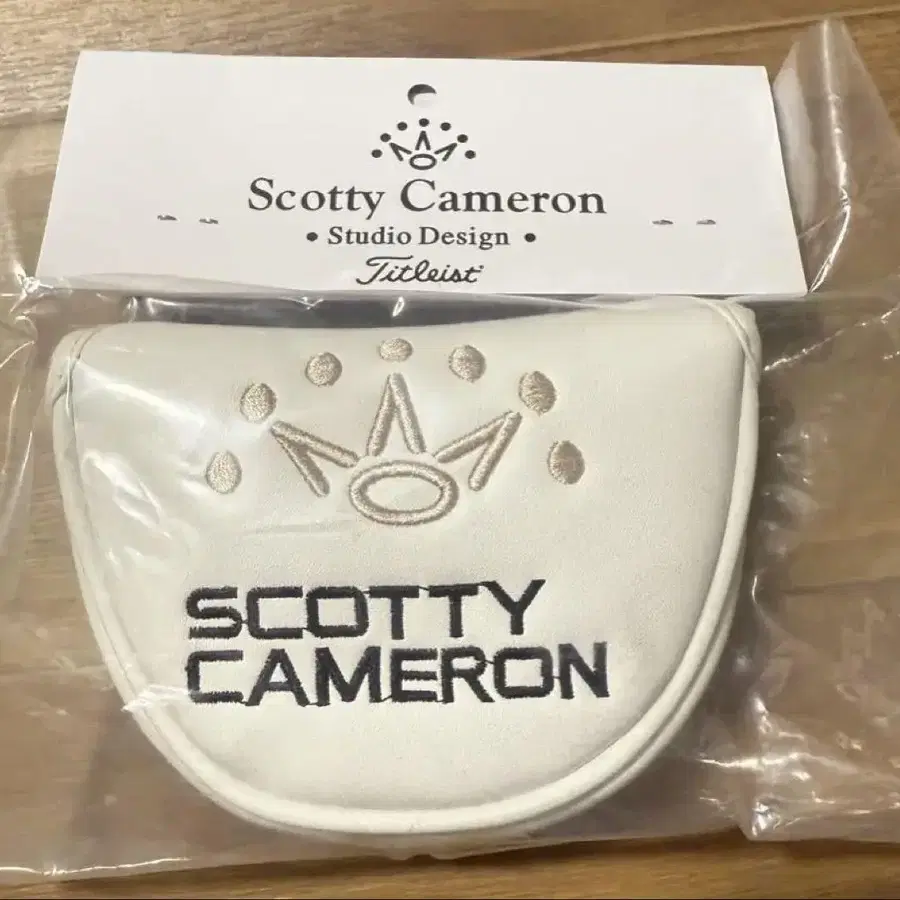 Scotty Cameron
• Studio Design •
Titleist
SCOTTY
CAMERON